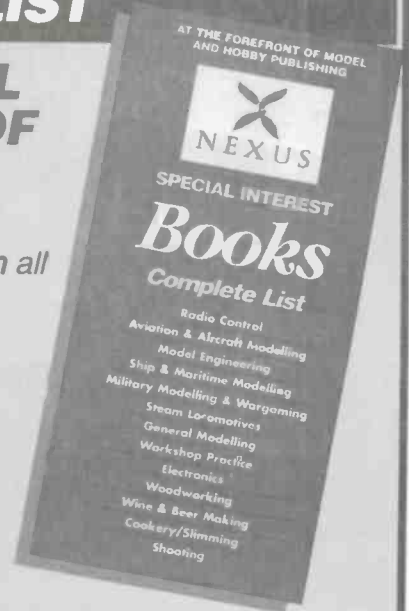 LIST
L
OF
n all
AT THE FOREFRONT OF MODEL
AND HOBBY PUBLISHING
NEXUS
SPECIAL INTEREST
Books
Complete List
Radio Control
Aviation & Aircraft Modelling
Model Engineering
Ship & Maritime Modelling
Military Modelling & Wargaming
Steam Locomotives
General Modelling
Workshop Practice
Electronics
Woodworking
Wine & Beer Making
Cookery/Slimming
Shooting